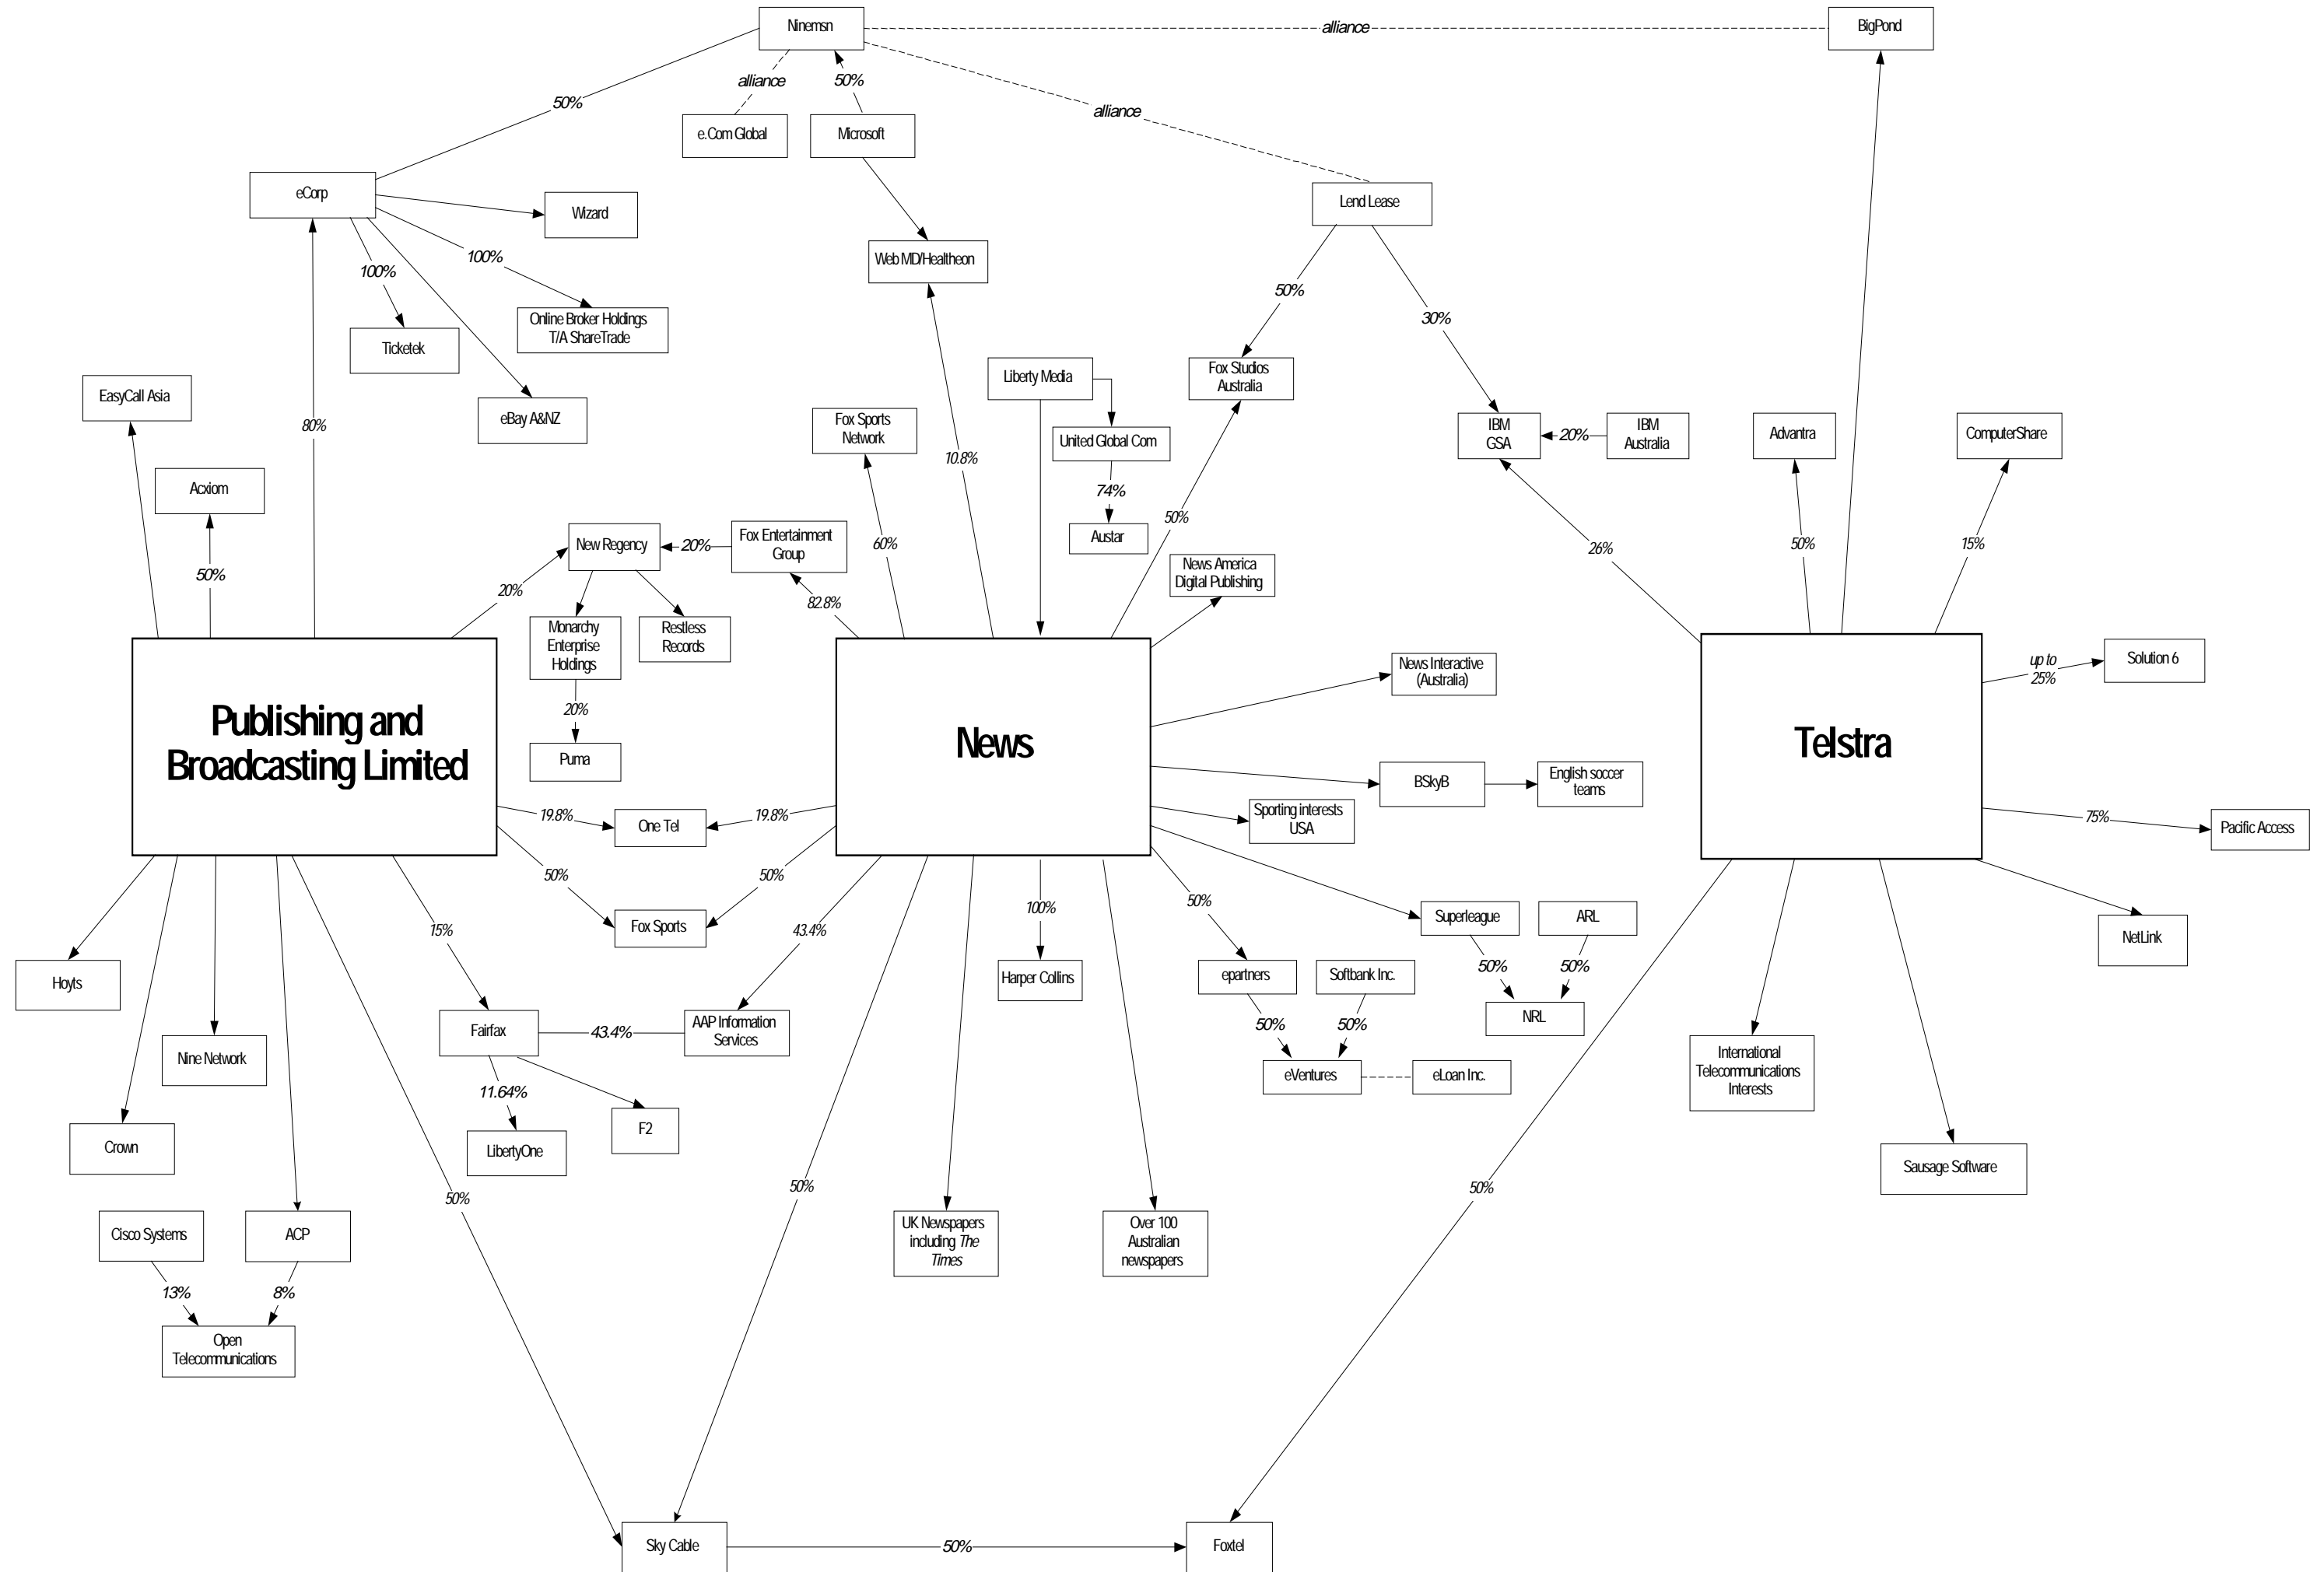 Ninemsn
alliance
BigPond
alliance
50%
50%
alliance
e.Com Global
Microsoft
eCorp
Wizard
Lend Lease
100%
100%
Web MD/Healtheon
50%
30%
Online Broker Holdings
T/A ShareTrade
Ticketek
EasyCall Asia
Liberty Media
Fox Studios
Australia
eBay A&NZ
80%
Fox Sports
Network
United Global Com
IBM
GSA
20%
IBM
Australia
Advantra
ComputerShare
10.8%
Acxiom
74%
50%
Austar
New Regency
20%
Fox Entertainment
Group
60%
26%
50%
15%
50%
20%
82.8%
News America
Digital Publishing
Monarchy
Enterprise
Holdings
Restless
Records
News Interactive
(Australia)
up to
25%
Solution 6
20%
Puma
Publishing and
Broadcasting Limited
News
Telstra
BSkyB
English soccer
teams
19.8%
One Tel
19.8%
Sporting interests
USA
75%
Pacific Access
50%
50%
50%
100%
15%
Fox Sports
43.4%
Superleague
ARL
NetLink
Hoyts
Harper Collins
epartners
Softbank Inc.
50%
50%
Fairfax
43.4%
AAP Information
Services
50%
50%
NRL
Nine Network
International
Telecommunications
Interests
eVentures
eLoan Inc.
11.64%
F2
Crown
LibertyOne
Sausage Software
50%
50%
50%
Cisco Systems
ACP
UK Newspapers
including The
Times
Over 100
Australian
newspapers
13%
8%
Open
Telecommunications
Sky Cable
50%
Foxtel